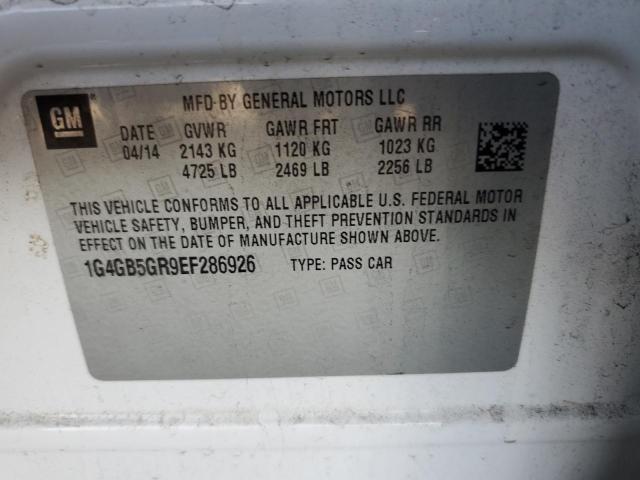 GM
MFD BY GENERAL MOTORS LLC
DATE GVWR GAWR FRT GAWR RR
04/14 2143 KG 1120 KG 1023 KG
4725 LB 2469 LB 2256 LB
THIS VEHICLE CONFORMS TO ALL APPLICABLE U.S. FEDERAL MOTOR
VEHICLE SAFETY, BUMPER, AND THEFT PREVENTION STANDARDS IN
EFFECT ON THE DATE OF MANUFACTURE SHOWN ABOVE.
1G4GB5GR9EF286926 TYPE: PASS CAR